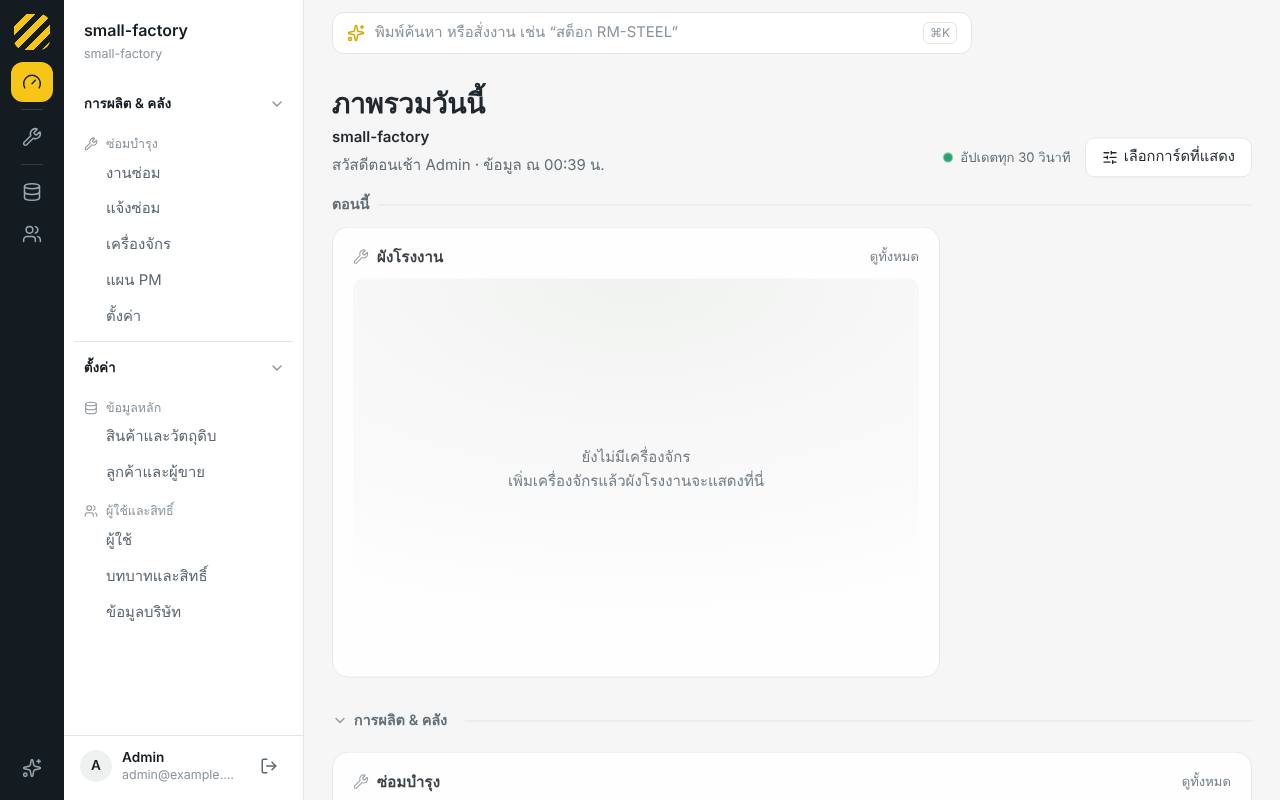 small-factory
small-factory
การผลิต & คลัง
ซ่อมบำรุง
งานซ่อม
แจ้งซ่อม
เครื่องจักร
แผน PM
ตั้งค่า
ตั้งค่า
ข้อมูลหลัก
สินค้าและวัตถุดิบ
ลูกค้าและผู้ขาย
ผู้ใช้และสิทธิ์
ผู้ใช้
บทบาทและสิทธิ์
ข้อมูลบริษัท
A
Admin
admin@example....
พิมพ์ค้นหา หรือสั่งงาน เช่น “สต็อก RM-STEEL”
⌘K
ภาพรวมวันนี้
small-factory
สวัสดีตอนเช้า Admin · ข้อมูล ณ 00:39 น.
อัปเดตทุก 30 วินาที
เลือกการ์ดที่แสดง
ตอนนี้
ผังโรงงาน
ดูทั้งหมด
ยังไม่มีเครื่องจักร
เพิ่มเครื่องจักรแล้วผังโรงงานจะแสดงที่นี่
การผลิต & คลัง
ซ่อมบำรุง
ดูทั้งหมด